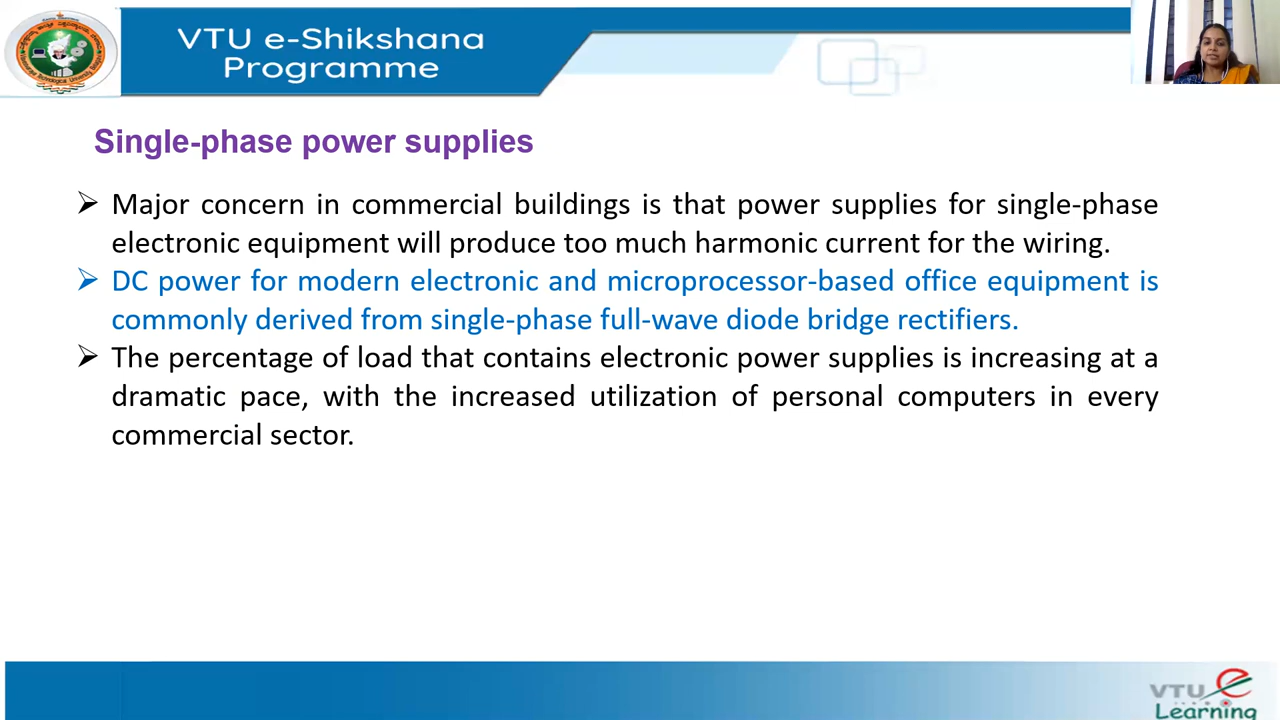 VTU e-Shikshana
Programme
Single-phase power supplies
➢ Major concern in commercial buildings is that power supplies for single-phase
electronic equipment will produce too much harmonic current for the wiring.
➢ DC power for modern electronic and microprocessor-based office equipment is
commonly derived from single-phase full-wave diode bridge rectifiers.
➢ The percentage of load that contains electronic power supplies is increasing at a
dramatic pace, with the increased utilization of personal computers in every
commercial sector.
VTU e
Learning